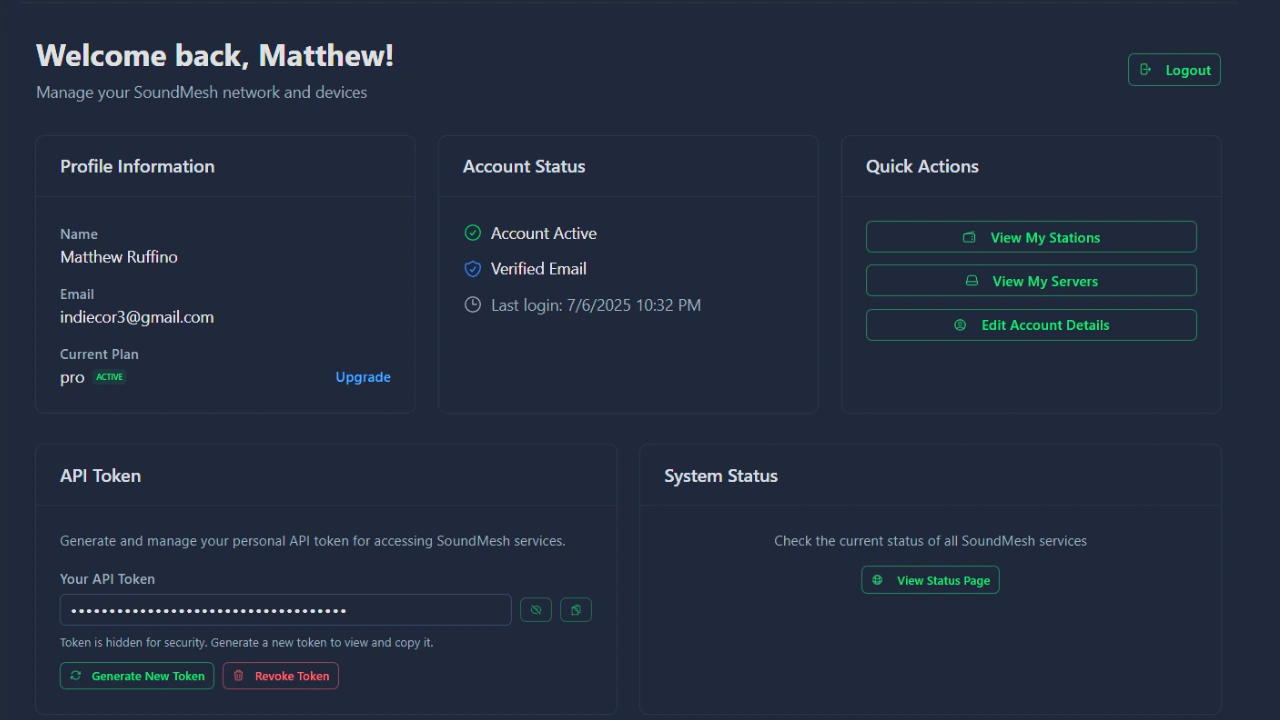 Welcome back, Matthew!
Manage your SoundMesh network and devices
Logout
Profile Information
Name
Matthew Ruffino
Email
indiecor3@gmail.com
Current Plan
pro ACTIVE
Upgrade
Account Status
Account Active
Verified Email
Last login: 7/6/2025 10:32 PM
Quick Actions
View My Stations
View My Servers
Edit Account Details
API Token
Generate and manage your personal API token for accessing SoundMesh services.
Your API Token
••••••••••••••••••••••••••••••••••••
Token is hidden for security. Generate a new token to view and copy it.
Generate New Token
Revoke Token
System Status
Check the current status of all SoundMesh services
View Status Page